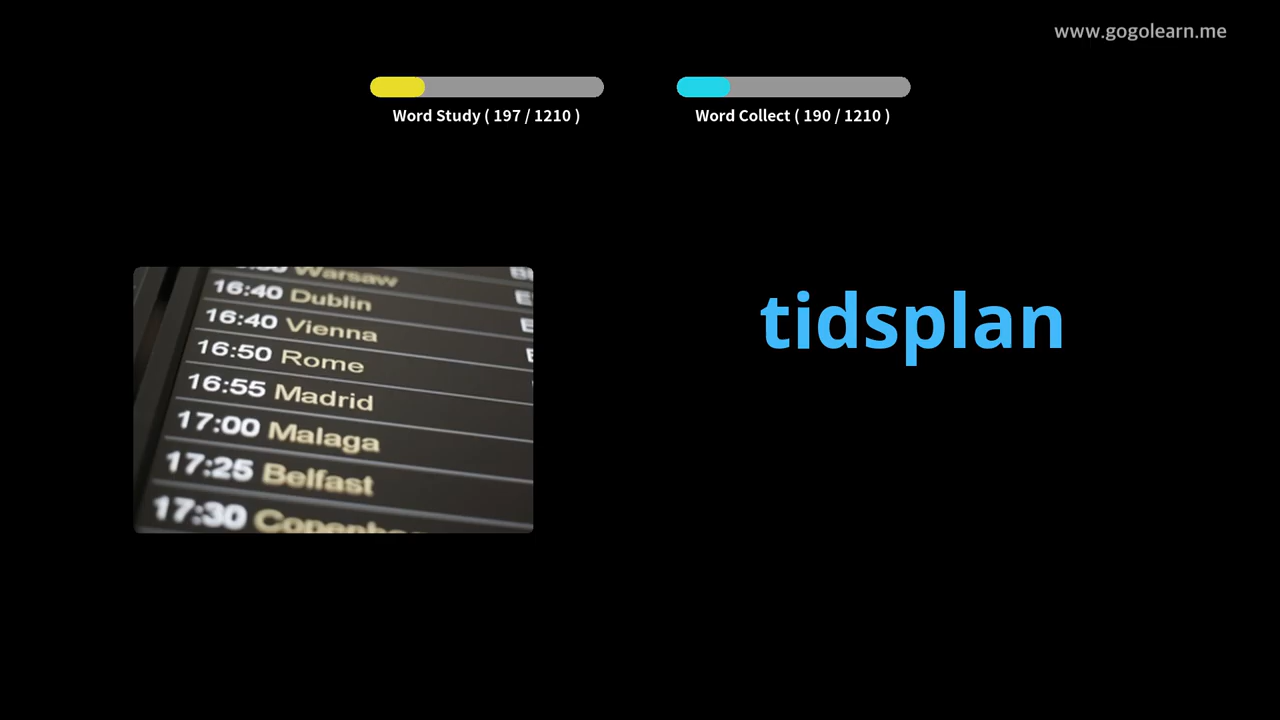 www.gogolearn.me
Word Study ( 197 / 1210 )
Word Collect ( 190 / 1210 )
tidsplan
Warsaw
16:40 Dublin
16:40 Vienna
16:50 Rome
16:55 Madrid
17:00 Malaga
17:25 Belfast
17:30